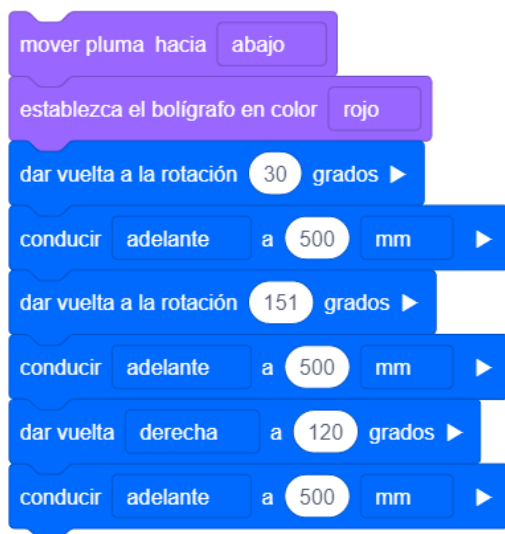 mover pluma hacia abajo
establezca el bolígrafo en color rojo
dar vuelta a la rotación 30 grados
conducir adelante a 500 mm
dar vuelta a la rotación 151 grados
conducir adelante a 500 mm
dar vuelta derecha a 120 grados
conducir adelante a 500 mm